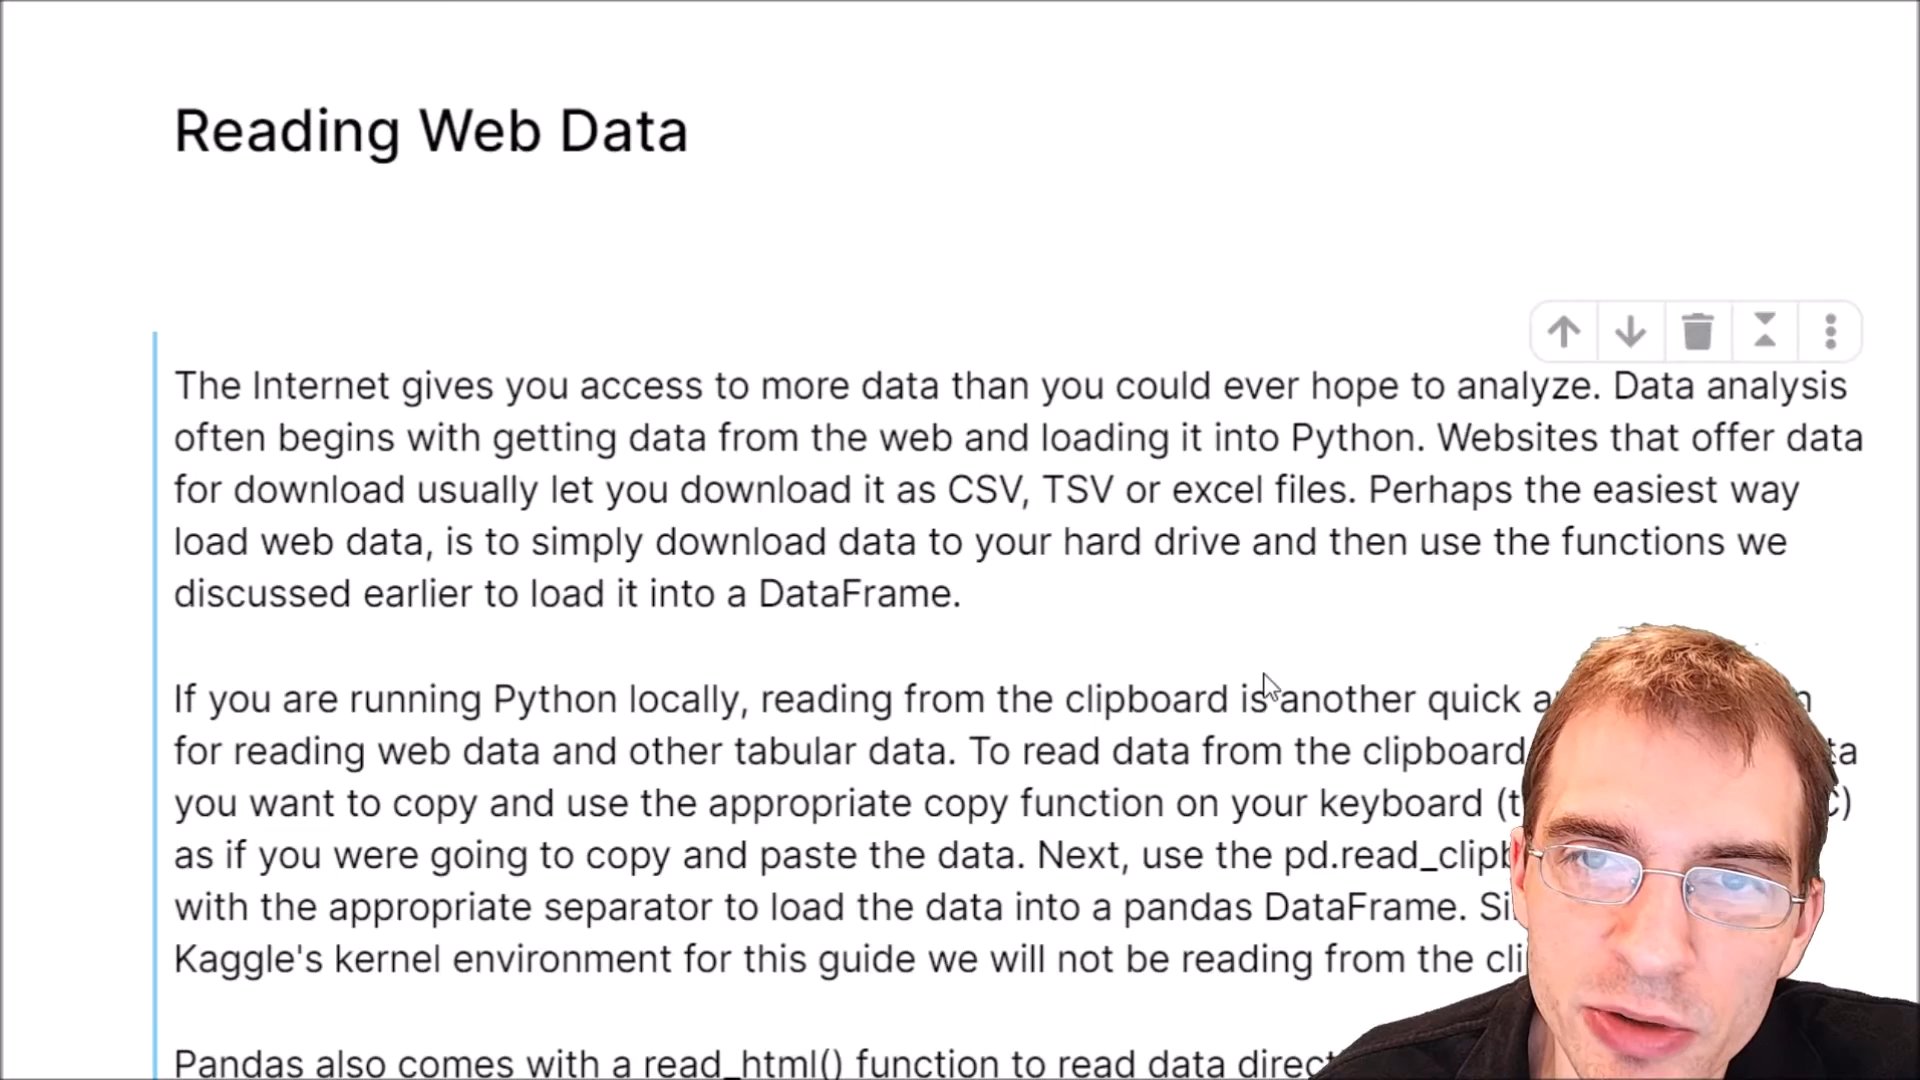 Reading Web Data
The Internet gives you access to more data than you could ever hope to analyze. Data analysis
often begins with getting data from the web and loading it into Python. Websites that offer data
for download usually let you download it as CSV, TSV or excel files. Perhaps the easiest way
load web data, is to simply download data to your hard drive and then use the functions we
discussed earlier to load it into a DataFrame.
If you are running Python locally, reading from the clipboard is another quick
for reading web data and other tabular data. To read data from the clipboard
you want to copy and use the appropriate copy function on your keyboard
as if you were going to copy and paste the data. Next, use the
with the appropriate separator to load the data into a pandas DataFrame.
Kaggle's kernel environment for this guide we will not be reading from the
Pandas also comes with a read_html() function to read data